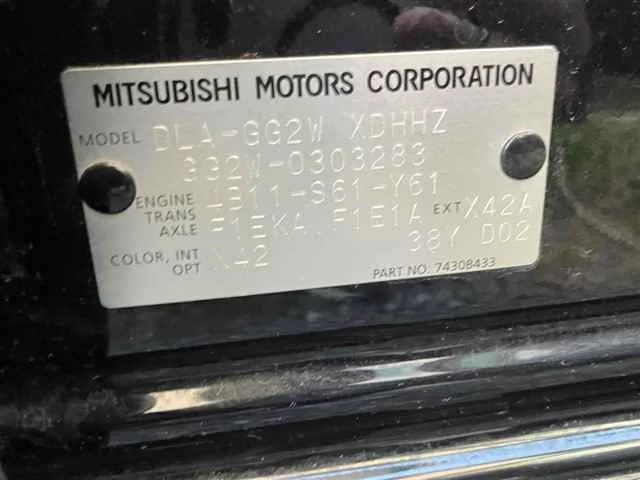 MITSUBISHI MOTORS CORPORATION
MODEL DLA-GG2W XDHHZ
GG2W-0303283
ENGINE 4B11-S61-Y61
TRANS AXLE F1EKA F1E1A EXT X42A
COLOR, INT OPT X42 38Y D02
PART NO: 74308433